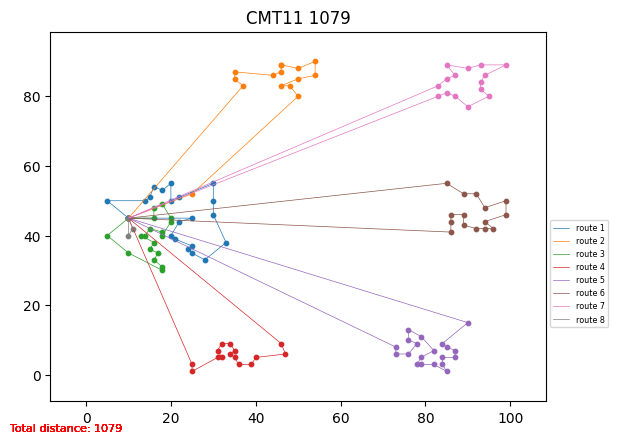 CMT11 1079
80
60
40
20
0
0
20
40
60
80
100
route 1
route 2
route 3
route 4
route 5
route 6
route 7
route 8
Total distance: 1079